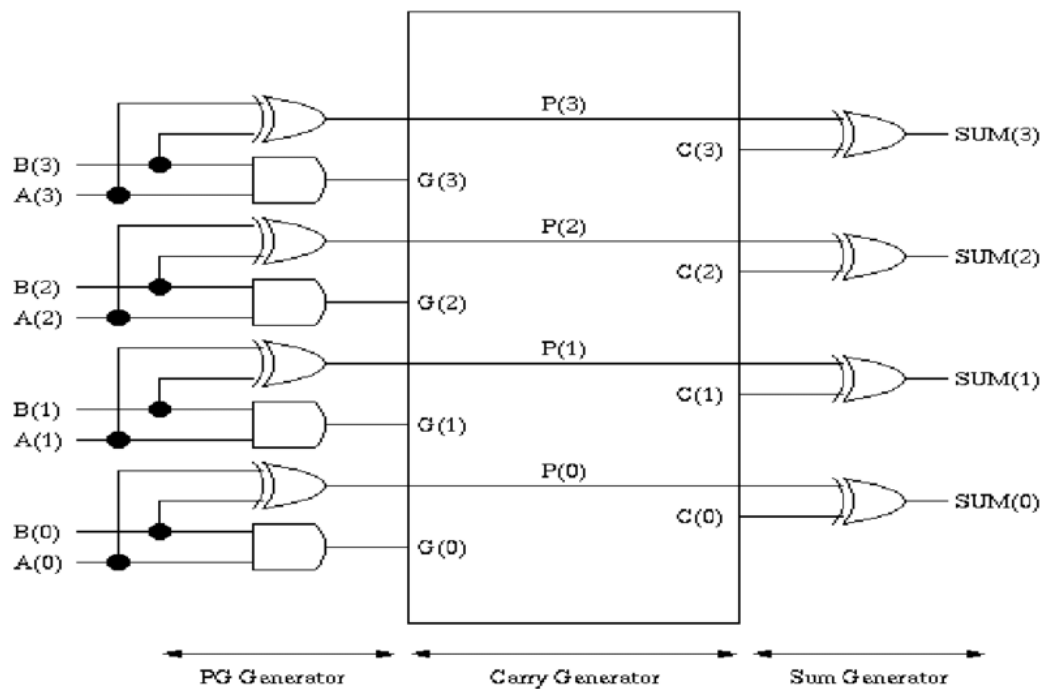 P(3)
C(3)
SUM(3)
B(3)
A(3)
G(3)
P(2)
C(2)
SUM(2)
B(2)
A(2)
G(2)
P(1)
C(1)
SUM(1)
B(1)
A(1)
G(1)
P(0)
C(0)
SUM(0)
B(0)
A(0)
G(0)
PG Generator
Carry Generator
Sum Generator